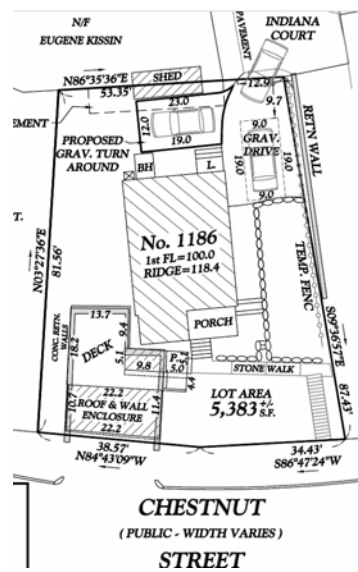 N/F
EUGENE KISSIN
INDIANA
COURT
PAVEMENT
N86°35'36"E
53.35'
SHED
12.9
9.7
EMENT
23.0
12.0
19.0
PROPOSED
GRAV. TURN
AROUND
9.0
GRAV.
DRIVE
19.0
19.0
9.0
RETN WALL
BH
L.
T.
N03°27'36"E
81.56'
No. 1186
1st FL=100.0
RIDGE=118.4
TEMP. FENC
S09°36'57"E
87.43'
CONC. RETN.
WALLS
13.7
8.4
18.2
DECK
5.1
9.8
P.
5.0
5.1
4.4
PORCH
STONE WALK
22.2
10.7
ROOF & WALL
ENCLOSURE
11.4
22.2
LOT AREA
5,383 +/-
S.F.
38.57'
N84°43'09"W
34.43'
S86°47'24"W
CHESTNUT
( PUBLIC - WIDTH VARIES )
STREET